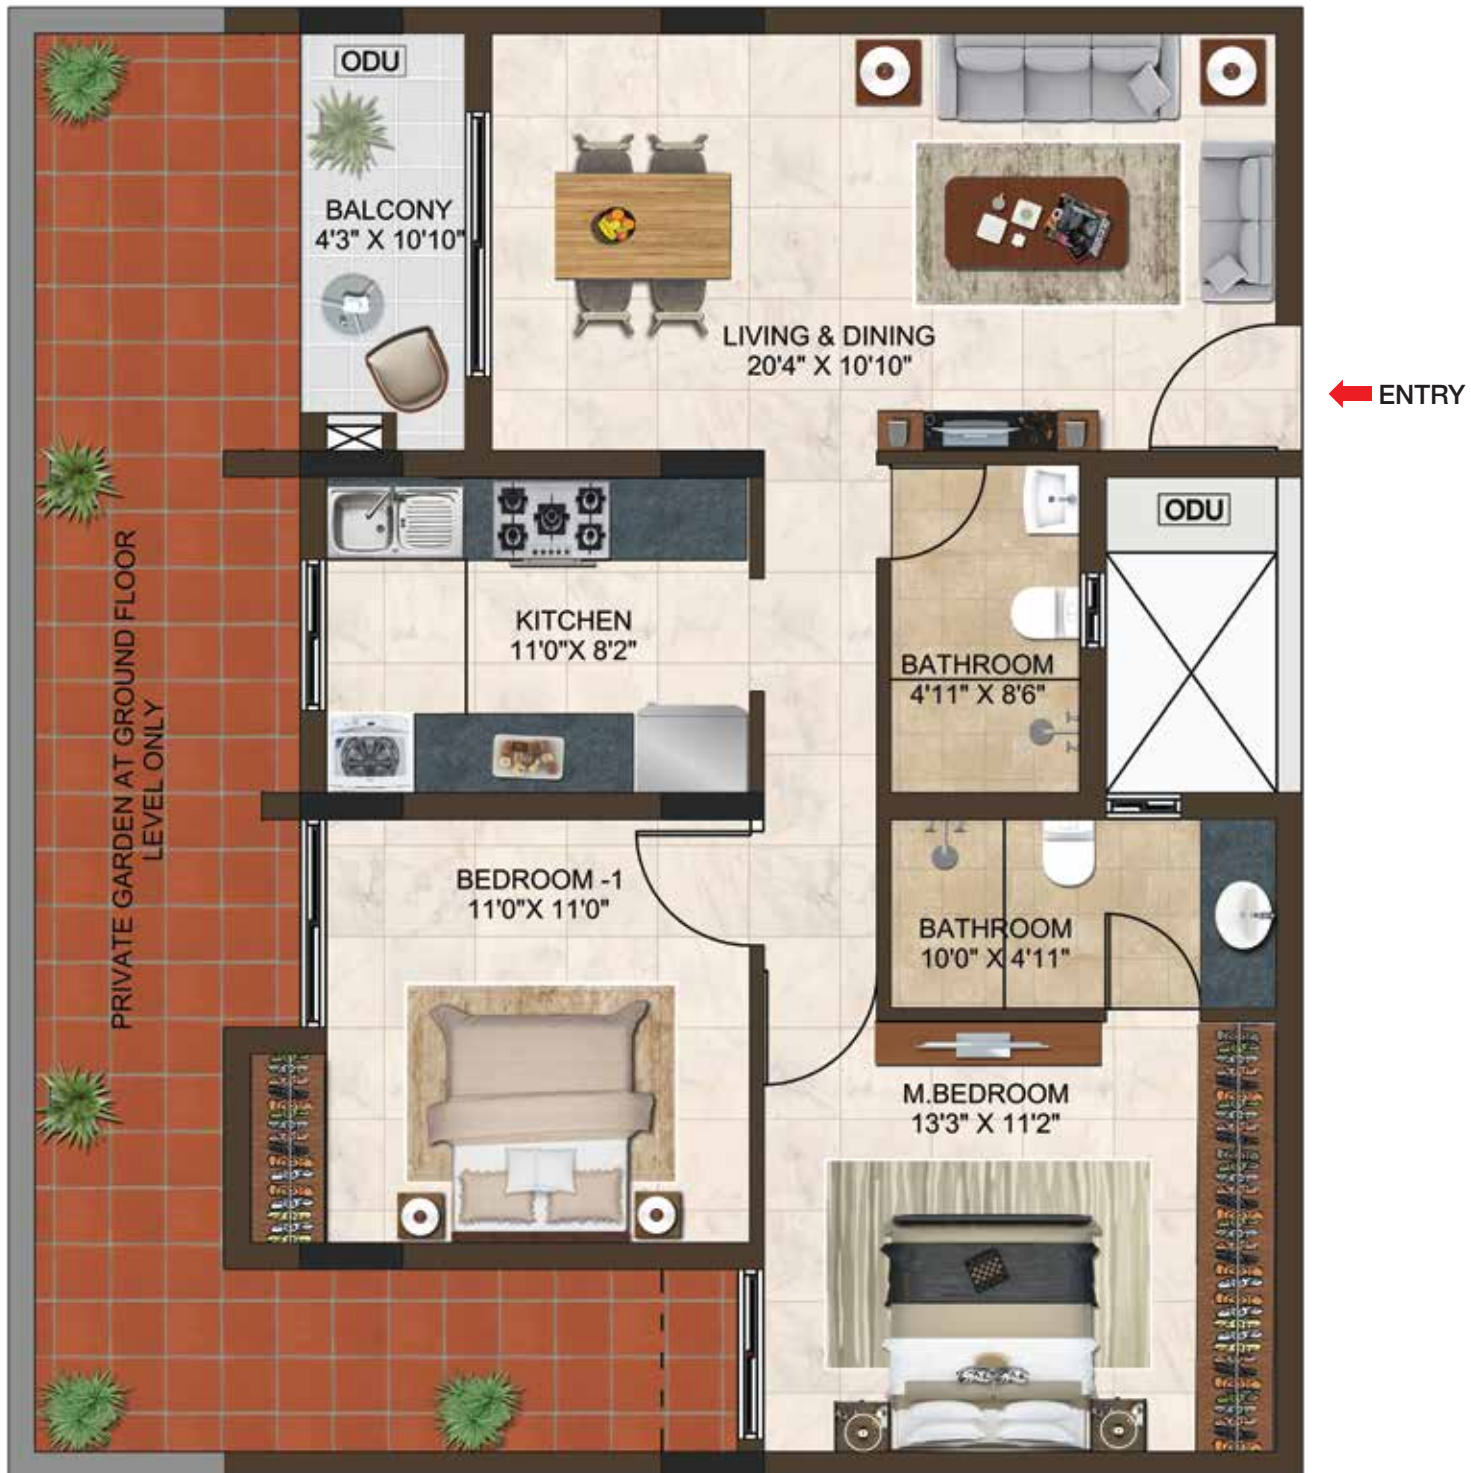 ODU
BALCONY
4'3" X 10'10"
LIVING & DINING
20'4" X 10'10"
ENTRY
ODU
KITCHEN
11'0"X 8'2"
BATHROOM
4'11" X 8'6"
PRIVATE GARDEN AT GROUND FLOOR
LEVEL ONLY
BEDROOM -1
11'0"X 11'0"
BATHROOM
10'0" X 4'11"
M.BEDROOM
13'3" X 11'2"